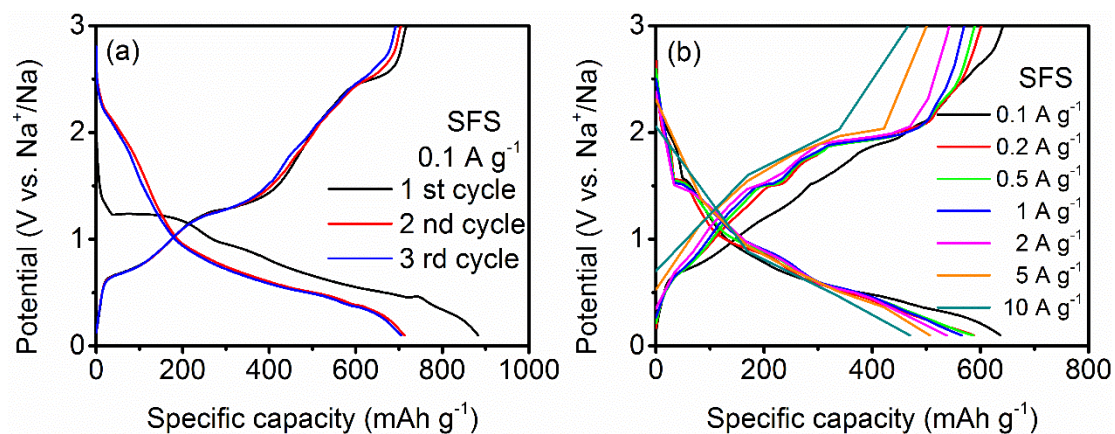 (a)
SFS
0.1 A g-1
1 st cycle
2 nd cycle
3 rd cycle
3
2
1
0
0 200 400 600 800 1000
Potential (V vs. Na+/Na)
Specific capacity (mAh g-1)
(b)
SFS
0.1 A g-1
0.2 A g-1
0.5 A g-1
1 A g-1
2 A g-1
5 A g-1
10 A g-1
3
2
1
0
0 200 400 600 800
Potential (V vs. Na+/Na)
Specific capacity (mAh g-1)